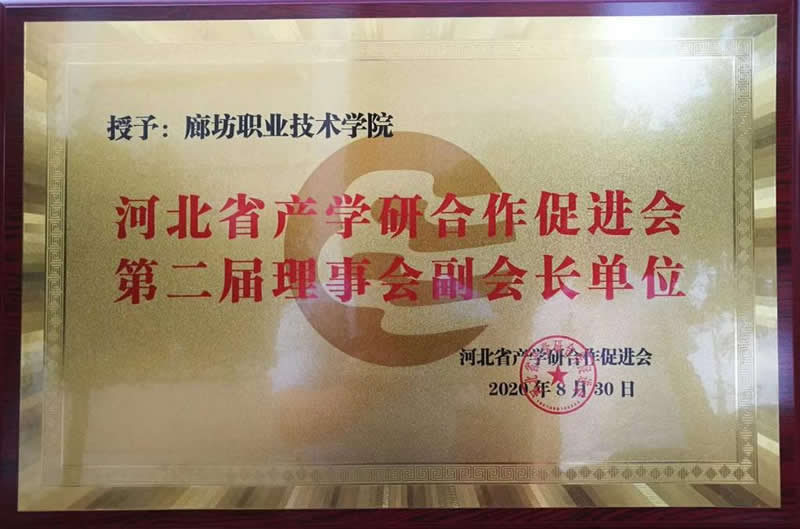 授予：廊坊职业技术学院
河北省产学研合作促进会
第二届理事会副会长单位
河北省产学研合作促进会
2020年8月30日